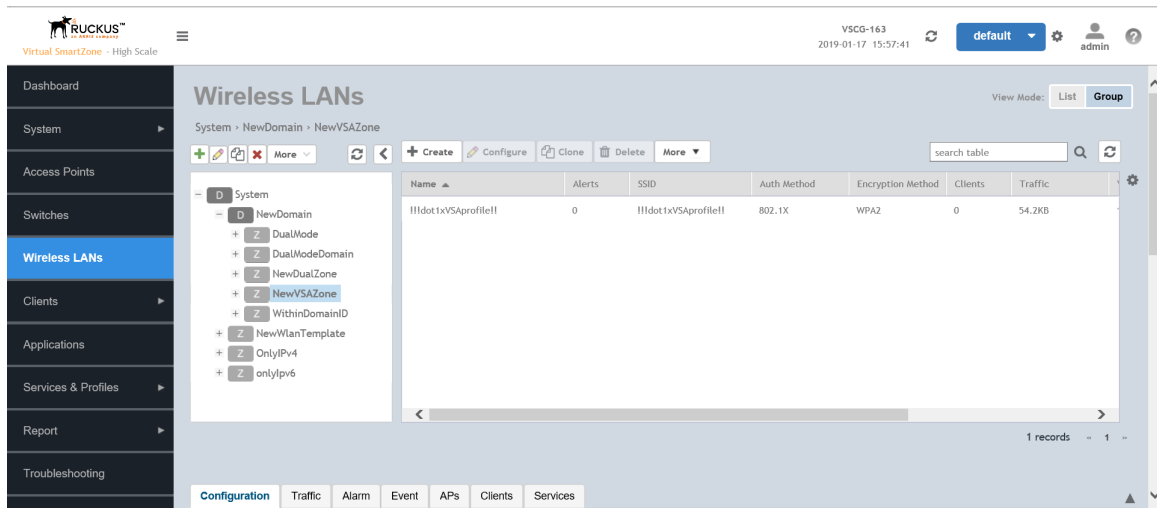 RUCKUS™
an ARRIS company
Virtual SmartZone - High Scale
VSCG-163
2019-01-17 15:57:41
default
admin
Dashboard
System
Access Points
Switches
Wireless LANs
Clients
Applications
Services & Profiles
Report
Troubleshooting
Wireless LANs
View Mode: List Group
System › NewDomain › NewVSAZone
More
Create Configure Clone Delete More
search table
D System
D NewDomain
Z DualMode
Z DualModeDomain
Z NewDualZone
Z NewVSAZone
Z WithinDomainID
Z NewWlanTemplate
Z OnlyIPv4
Z onlyIpv6
Name Alerts SSID Auth Method Encryption Method Clients Traffic
!!!dot1xVSAprofile!! 0 !!!dot1xVSAprofile!! 802.1X WPA2 0 54.2KB
1 records « 1 »
Configuration Traffic Alarm Event APs Clients Services